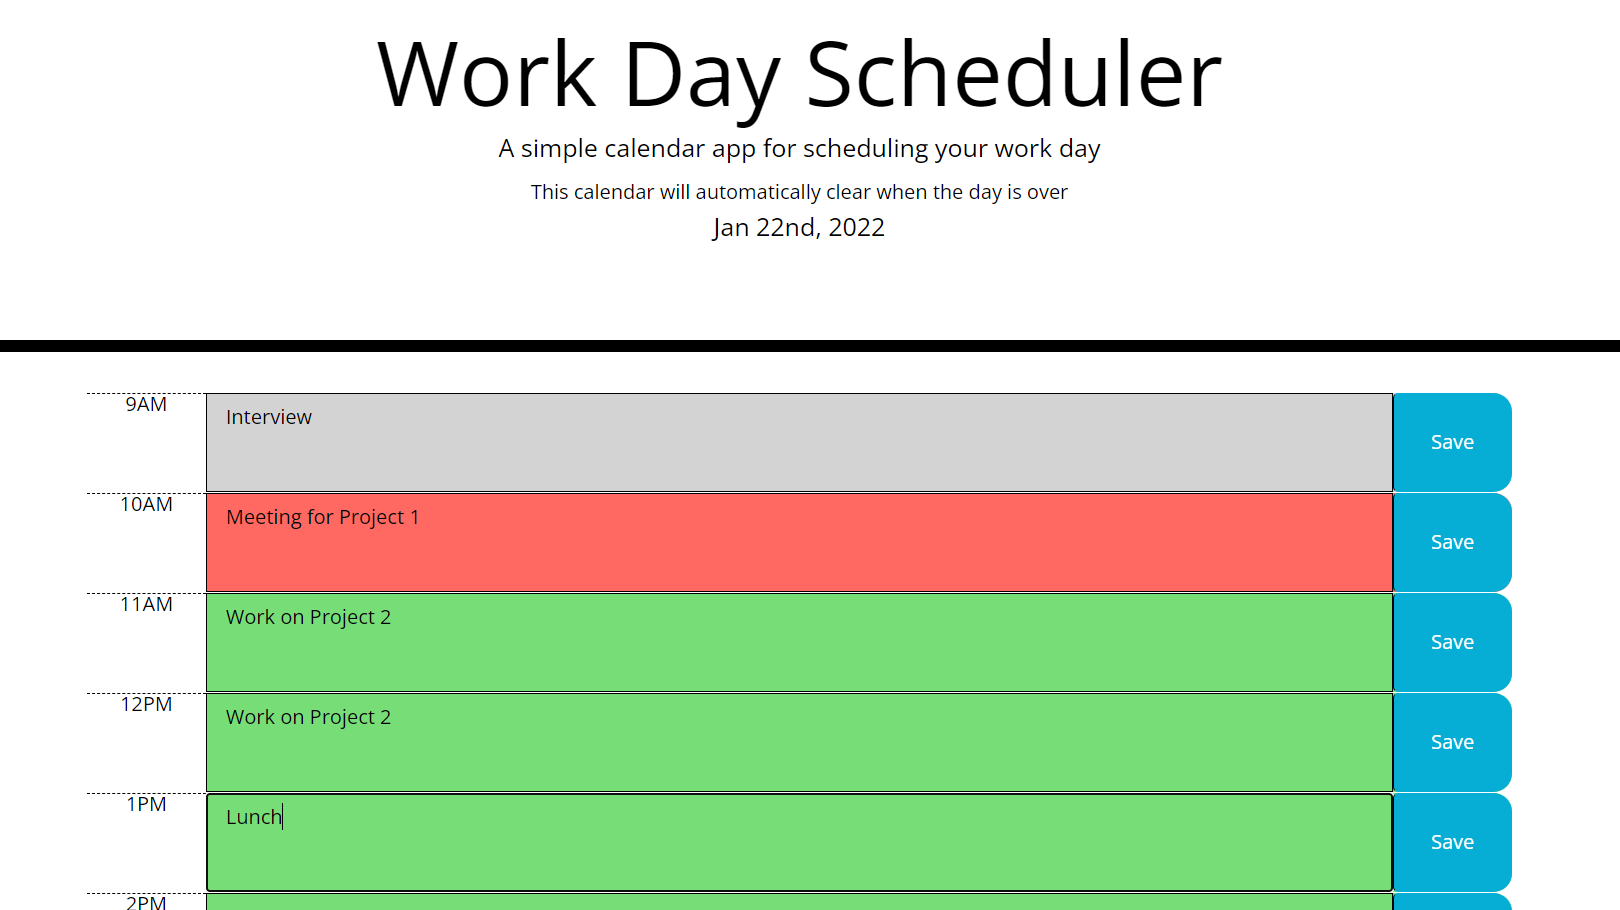 Work Day Scheduler
A simple calendar app for scheduling your work day
This calendar will automatically clear when the day is over
Jan 22nd, 2022
9AM Interview Save
10AM Meeting for Project 1 Save
11AM Work on Project 2 Save
12PM Work on Project 2 Save
1PM Lunch Save
2PM